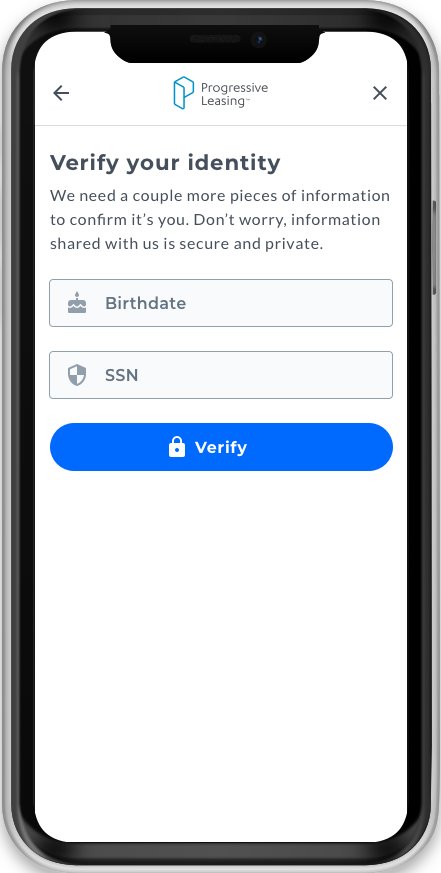 Progressive
Leasing™
Verify your identity
We need a couple more pieces of information
to confirm it’s you. Don’t worry, information
shared with us is secure and private.
Birthdate
SSN
Verify